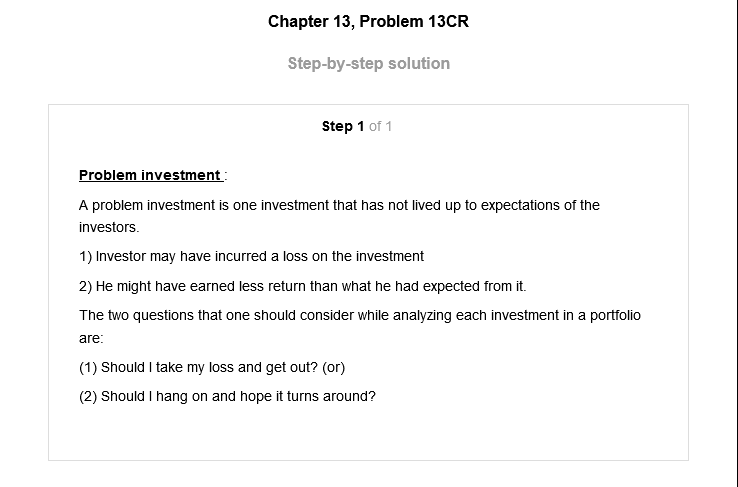 Chapter 13, Problem 13CR
Step-by-step solution
Step 1 of 1
Problem investment :
A problem investment is one investment that has not lived up to expectations of the
investors.
1) Investor may have incurred a loss on the investment
2) He might have earned less return than what he had expected from it.
The two questions that one should consider while analyzing each investment in a portfolio
are:
(1) Should I take my loss and get out? (or)
(2) Should I hang on and hope it turns around?